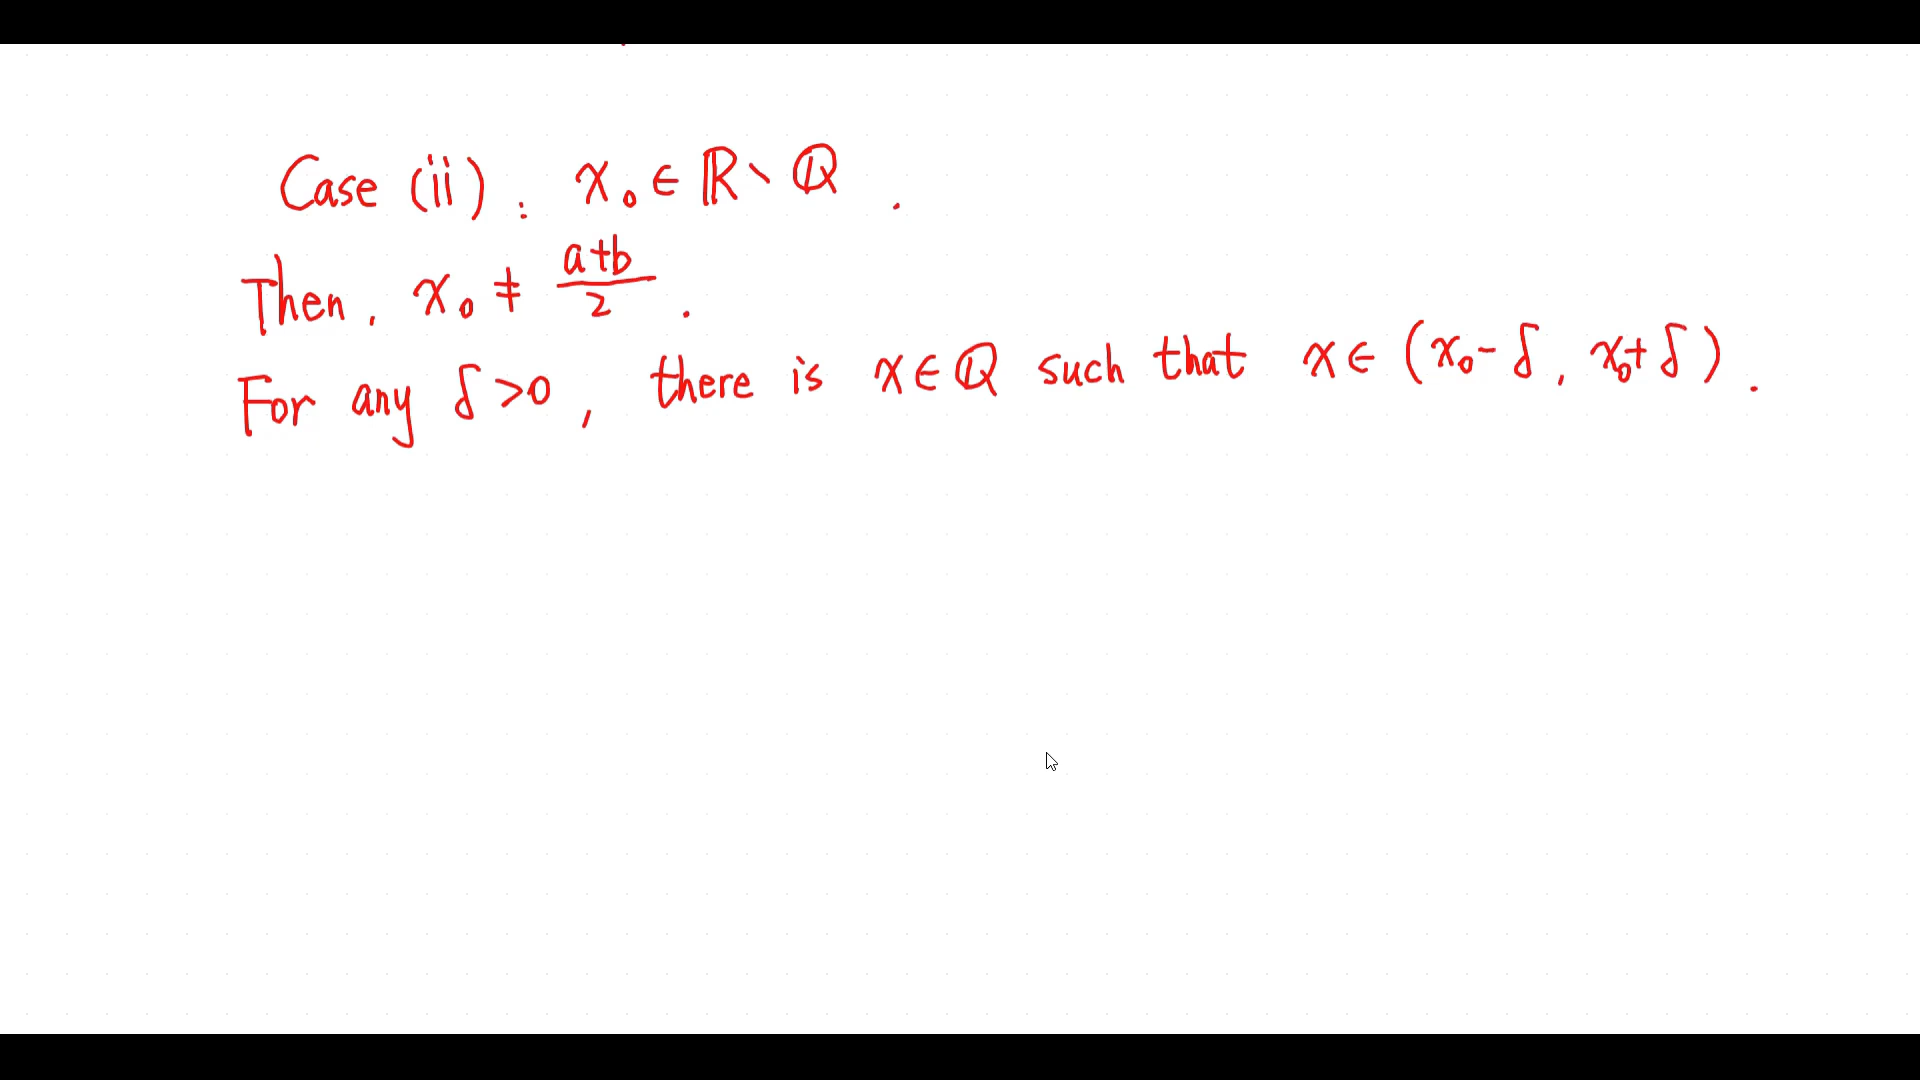 Case (ii) : x₀ ∈ ℝ \ ℚ .
Then, x₀ ≠ (a+b)/2 .
For any δ > 0 , there is x ∈ ℚ such that x ∈ (x₀ - δ , x₀ + δ) .